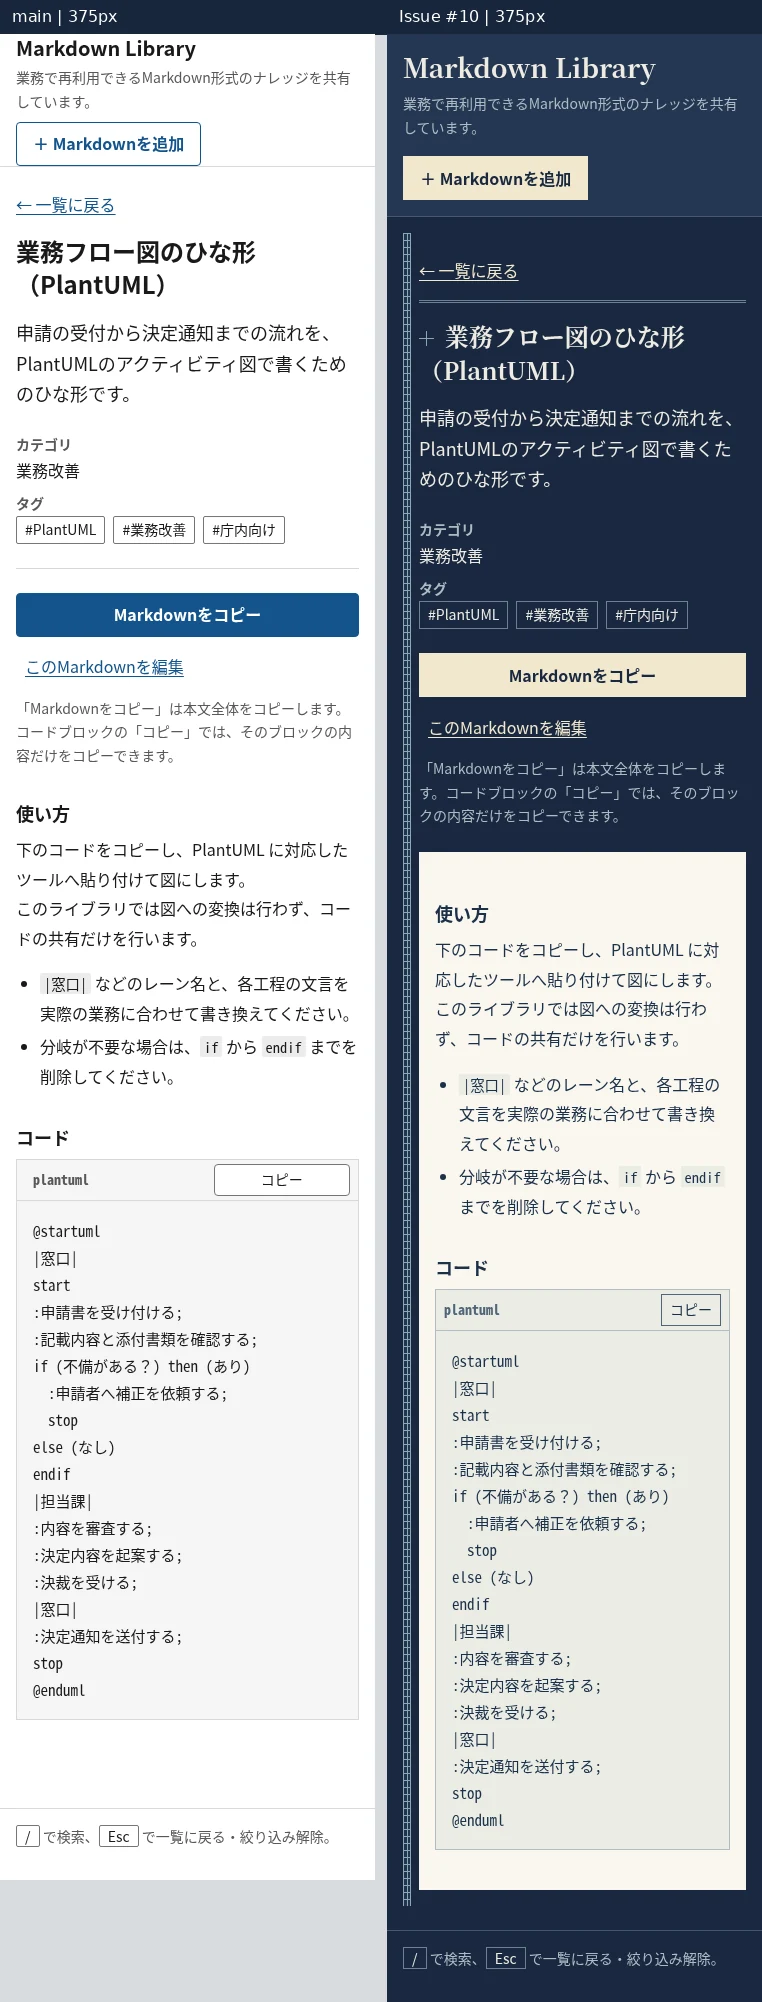 main | 375px
Markdown Library
業務で再利用できるMarkdown形式のナレッジを共有
しています。
＋ Markdownを追加
← 一覧に戻る
業務フロー図のひな形
（PlantUML）
申請の受付から決定通知までの流れを、
PlantUMLのアクティビティ図で書くため
のひな形です。
カテゴリ
業務改善
タグ
#PlantUML #業務改善 #庁内向け
Markdownをコピー
このMarkdownを編集
「Markdownをコピー」は本文全体をコピーします。
コードブロックの「コピー」では、そのブロックの内
容だけをコピーできます。
使い方
下のコードをコピーし、PlantUML に対応した
ツールへ貼り付けて図にします。
このライブラリでは図への変換は行わず、コー
ドの共有だけを行います。
• |窓口| などのレーン名と、各工程の文言を
実際の業務に合わせて書き換えてください。
• 分岐が不要な場合は、 if から endif までを
削除してください。
コード
plantuml コピー
@startuml
|窓口|
start
:申請書を受け付ける;
:記載内容と添付書類を確認する;
if (不備がある？) then (あり)
  :申請者へ補正を依頼する;
  stop
else (なし)
endif
|担当課|
:内容を審査する;
:決定内容を起案する;
:決裁を受ける;
|窓口|
:決定通知を送付する;
stop
@enduml
/ で検索、 Esc で一覧に戻る・絞り込み解除。
Issue #10 | 375px
Markdown Library
業務で再利用できるMarkdown形式のナレッジを共有
しています。
＋ Markdownを追加
← 一覧に戻る
＋ 業務フロー図のひな形
（PlantUML）
申請の受付から決定通知までの流れを、
PlantUMLのアクティビティ図で書くた
めのひな形です。
カテゴリ
業務改善
タグ
#PlantUML #業務改善 #庁内向け
Markdownをコピー
このMarkdownを編集
「Markdownをコピー」は本文全体をコピーしま
す。コードブロックの「コピー」では、そのブロッ
クの内容だけをコピーできます。
使い方
下のコードをコピーし、PlantUML に対
応したツールへ貼り付けて図にします。
このライブラリでは図への変換は行わ
ず、コードの共有だけを行います。
• |窓口| などのレーン名と、各工程の
文言を実際の業務に合わせて書き換
えてください。
• 分岐が不要な場合は、 if から endif
までを削除してください。
コード
plantuml コピー
@startuml
|窓口|
start
:申請書を受け付ける;
:記載内容と添付書類を確認する;
if (不備がある？) then (あり)
  :申請者へ補正を依頼する;
  stop
else (なし)
endif
|担当課|
:内容を審査する;
:決定内容を起案する;
:決裁を受ける;
|窓口|
:決定通知を送付する;
stop
@enduml
/ で検索、 Esc で一覧に戻る・絞り込み解除。